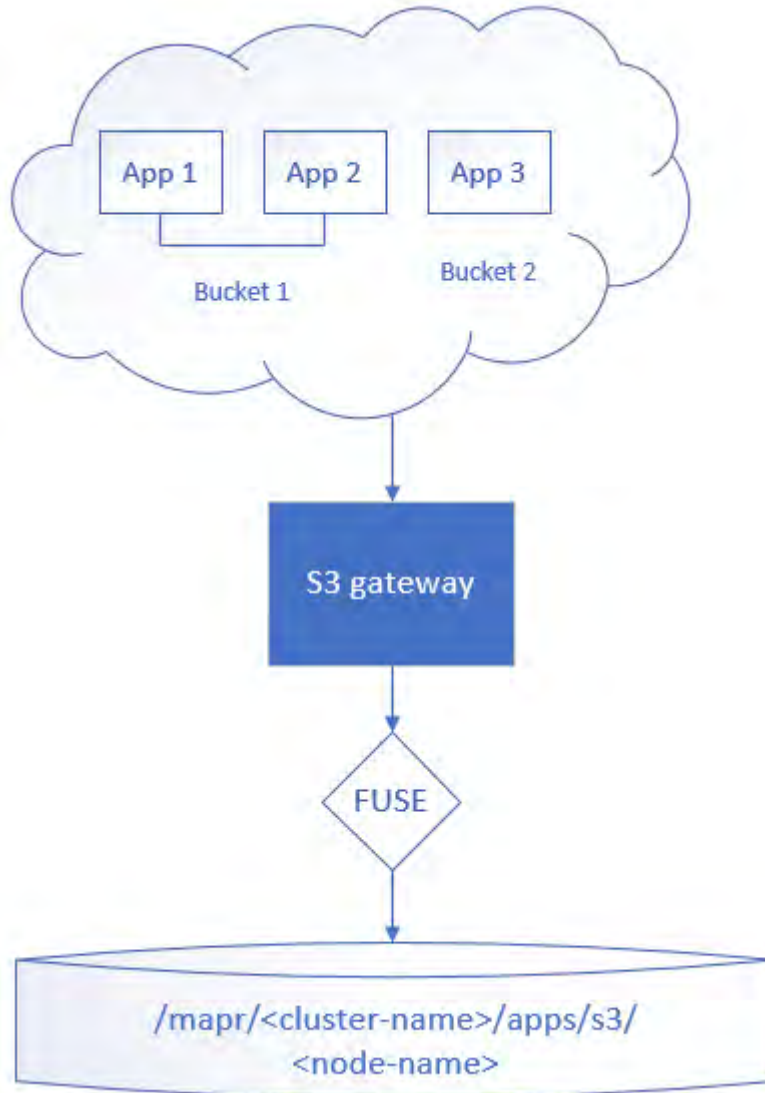 App 1
App 2
App 3
Bucket 1
Bucket 2
S3 gateway
FUSE
/mapr/<cluster-name>/apps/s3/
<node-name>